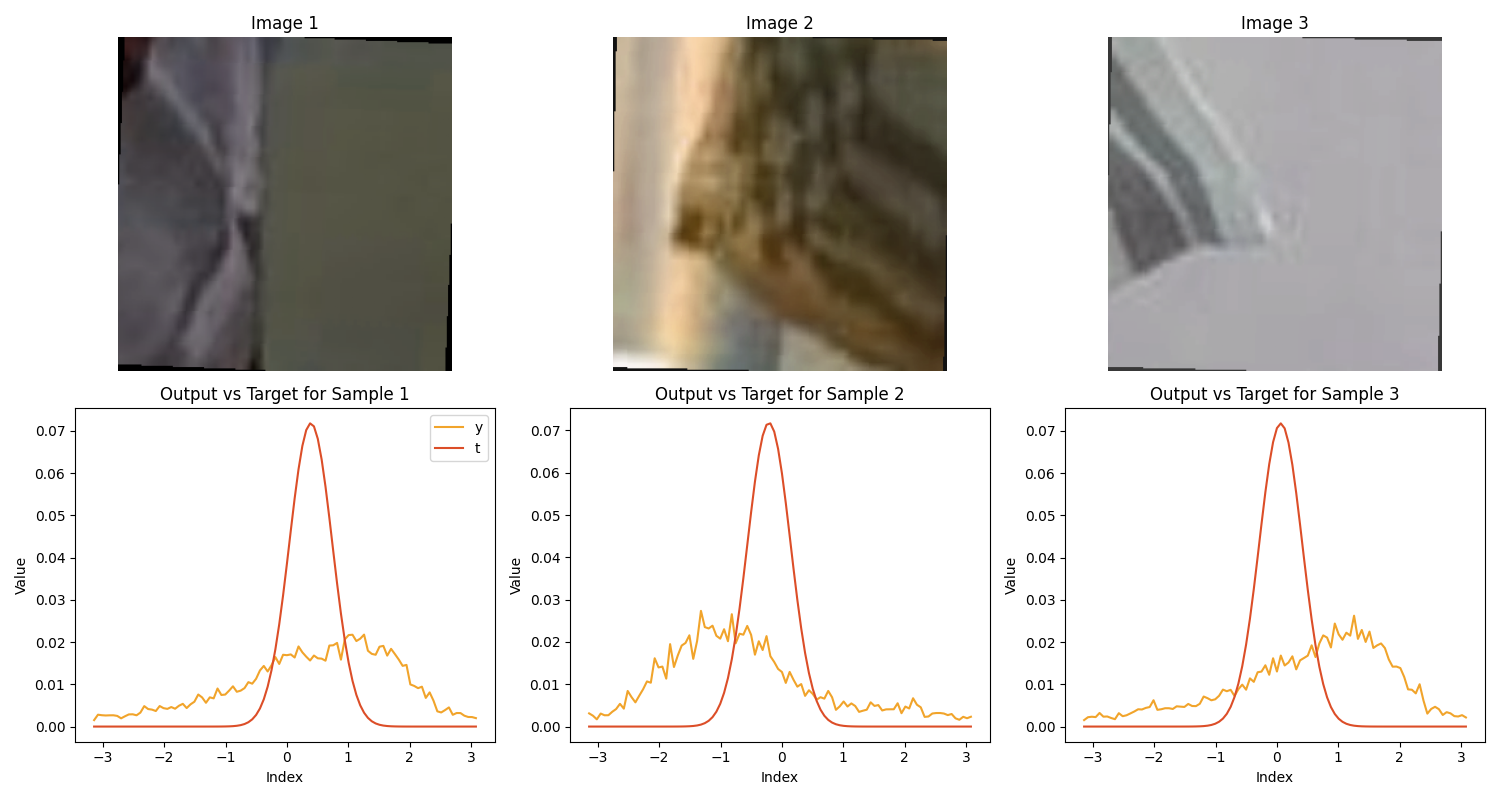 Image 1
Image 2
Image 3
Output vs Target for Sample 1
Output vs Target for Sample 2
Output vs Target for Sample 3
y
t
Value
0.07
0.06
0.05
0.04
0.03
0.02
0.01
0.00
−3 −2 −1 0 1 2 3
Index
Value
0.07
0.06
0.05
0.04
0.03
0.02
0.01
0.00
−3 −2 −1 0 1 2 3
Index
Value
0.07
0.06
0.05
0.04
0.03
0.02
0.01
0.00
−3 −2 −1 0 1 2 3
Index